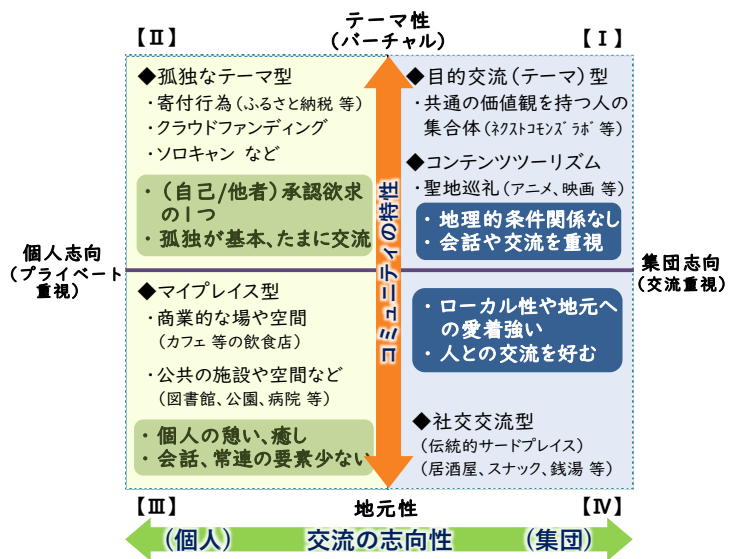 テーマ性
(バーチャル)
【Ⅱ】
【Ⅰ】
◆孤独なテーマ型
・寄付行為(ふるさと納税 等)
・クラウドファンディング
・ソロキャン など
・(自己/他者)承認欲求
の1つ
・孤独が基本、たまに交流
◆目的交流(テーマ)型
・共通の価値観を持つ人の
集合体(ネクストコモンズラボ 等)
◆コンテンツツーリズム
・聖地巡礼(アニメ、映画 等)
・地理的条件関係なし
・会話や交流を重視
コミュニティの特性
個人志向
(プライベート
重視)
集団志向
(交流重視)
◆マイプレイス型
・商業的な場や空間
(カフェ 等の飲食店)
・公共の施設や空間など
(図書館、公園、病院 等)
・個人の憩い、癒し
・会話、常連の要素少ない
・ローカル性や地元へ
の愛着強い
・人との交流を好む
◆社交交流型
(伝統的サードプレイス)
(居酒屋、スナック、銭湯 等)
【Ⅲ】
地元性
【Ⅳ】
(個人) 交流の志向性 (集団)